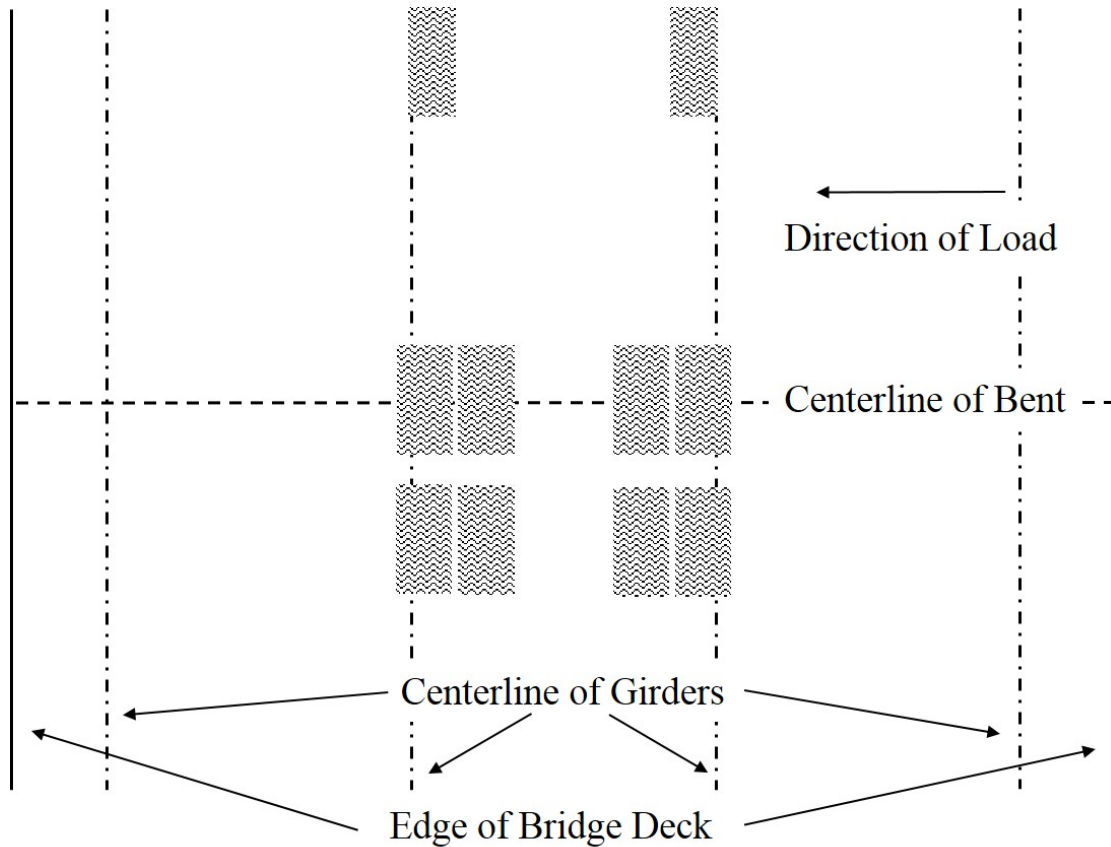 Direction of Load
Centerline of Bent
Centerline of Girders
Edge of Bridge Deck